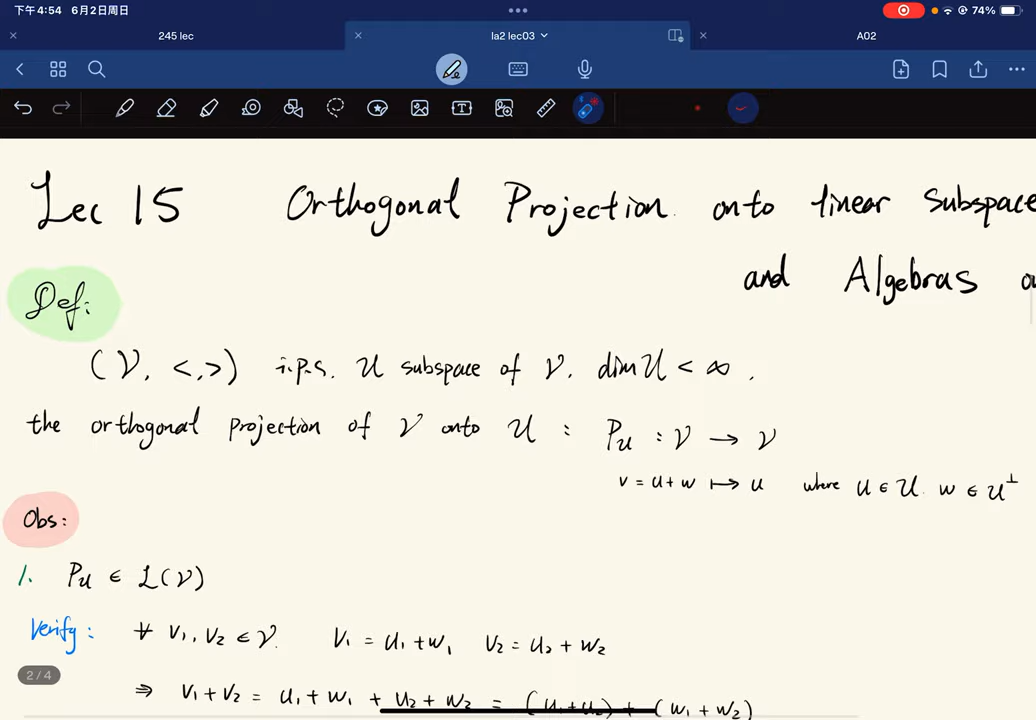 下午4:54 6月2日周日 74%
245 lec la2 lec03 A02
Lec 15 Orthogonal Projection onto linear Subspace
and Algebras
Def:
(V, <,>) i.p.s. U subspace of V. dim U < ∞.
the orthogonal projection of V onto U : P_U : V → V
v = u + w ↦ u where u ∈ U. w ∈ U^⊥
Obs:
1. P_U ∈ L(V)
Verify: ∀ v₁, v₂ ∈ V. v₁ = u₁ + w₁ v₂ = u₂ + w₂
2/4
⇒ v₁ + v₂ = u₁ + w₁ + u₂ + w₂ = (u₁ + u₂) + (w₁ + w₂)